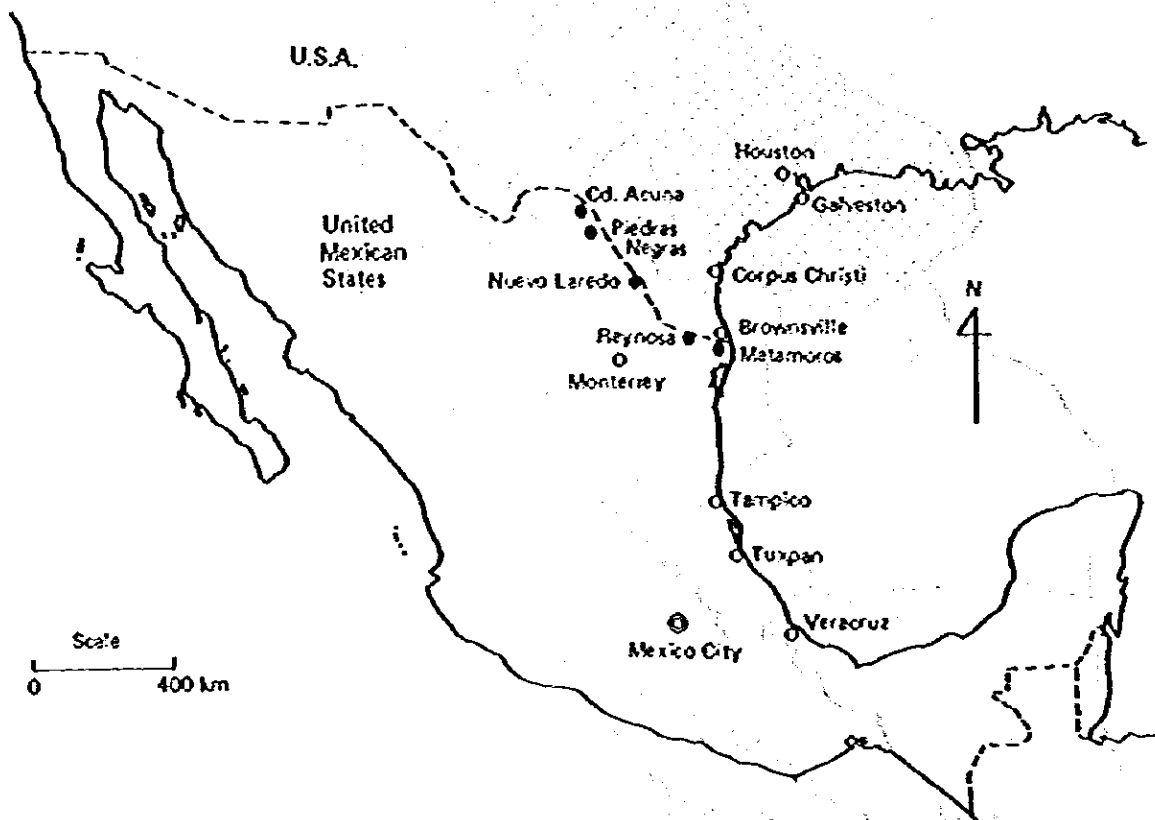 U.S.A.
Houston
Cd. Acuna
Galveston
United
Mexican
States
Piedras
Negras
Nuevo Laredo
Corpus Christi
N
Reynosa
Brownsville
Matamoros
Monterrey
Tampico
Tuxpan
Veracruz
Mexico City
Scale
0
400 km